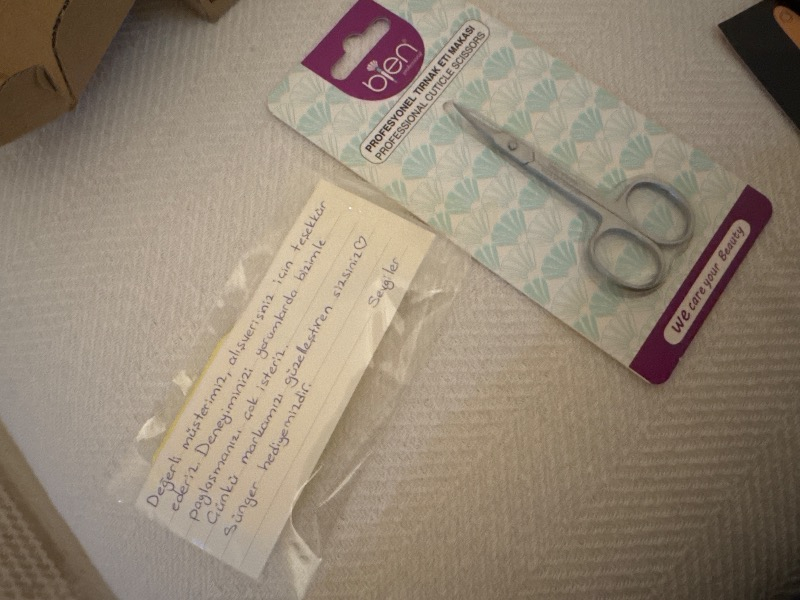 bien
PROFESYONEL TIRNAK ETİ MAKASI
PROFESSIONAL CUTICLE SCISSORS
We care your Beauty
Değerli müşterimiz, alışverişiniz için teşekkür
ederiz. Deneyiminizi yorumlarda bizimle
paylaşmanızı çok isteriz.
Çünkü markamızı güzelleştiren sizsiniz♡
Sünger hediyemizdir.
Sevgiler